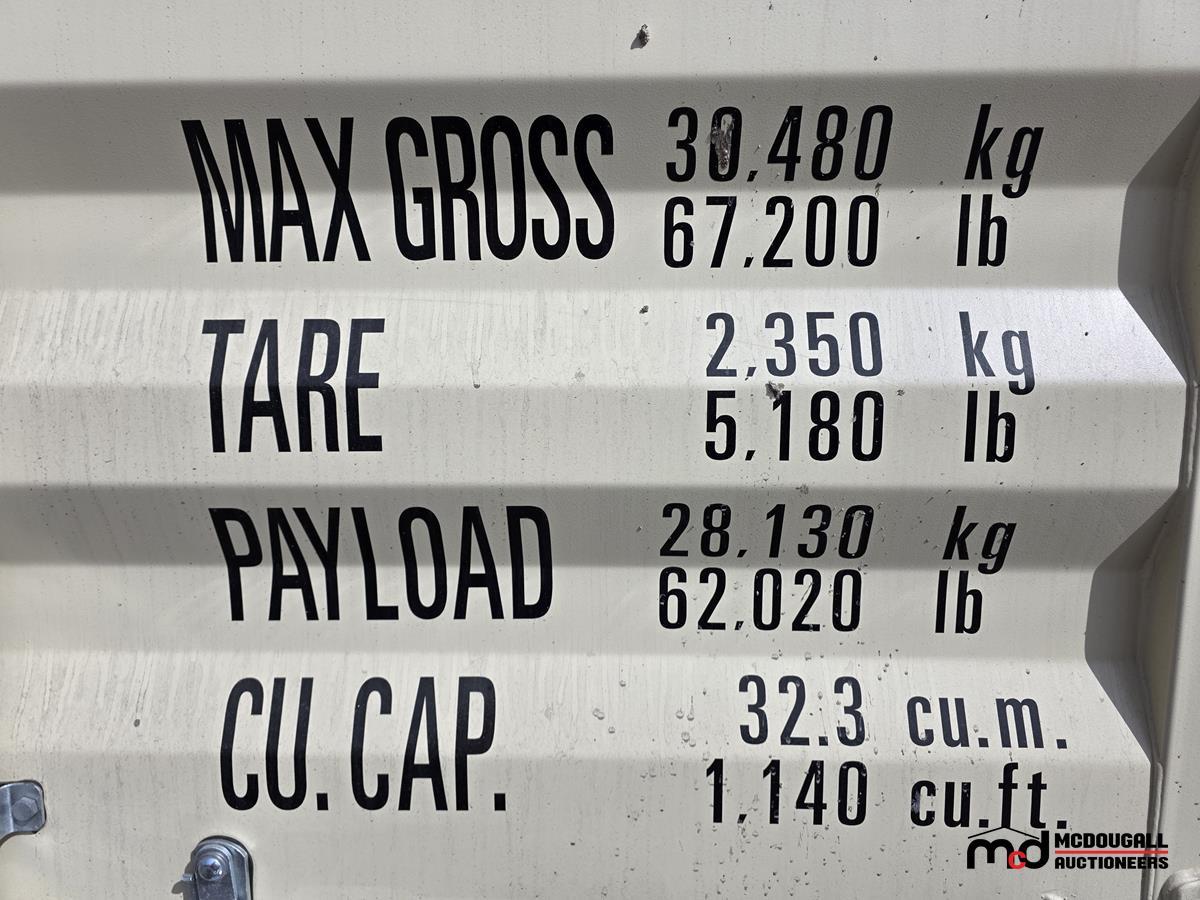 MAX GROSS 30,480 kg
67,200 lb
TARE 2,350 kg
5,180 lb
PAYLOAD 28,130 kg
62,020 lb
CU. CAP. 32.3 cu.m.
1,140 cu.ft.
mcd MCDOUGALL
AUCTIONEERS